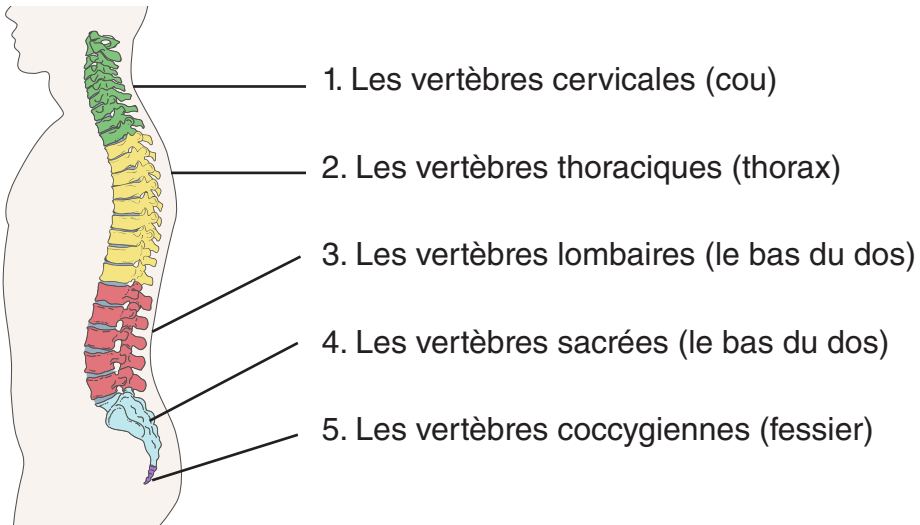 1. Les vertèbres cervicales (cou)
2. Les vertèbres thoraciques (thorax)
3. Les vertèbres lombaires (le bas du dos)
4. Les vertèbres sacrées (le bas du dos)
5. Les vertèbres coccygiennes (fessier)